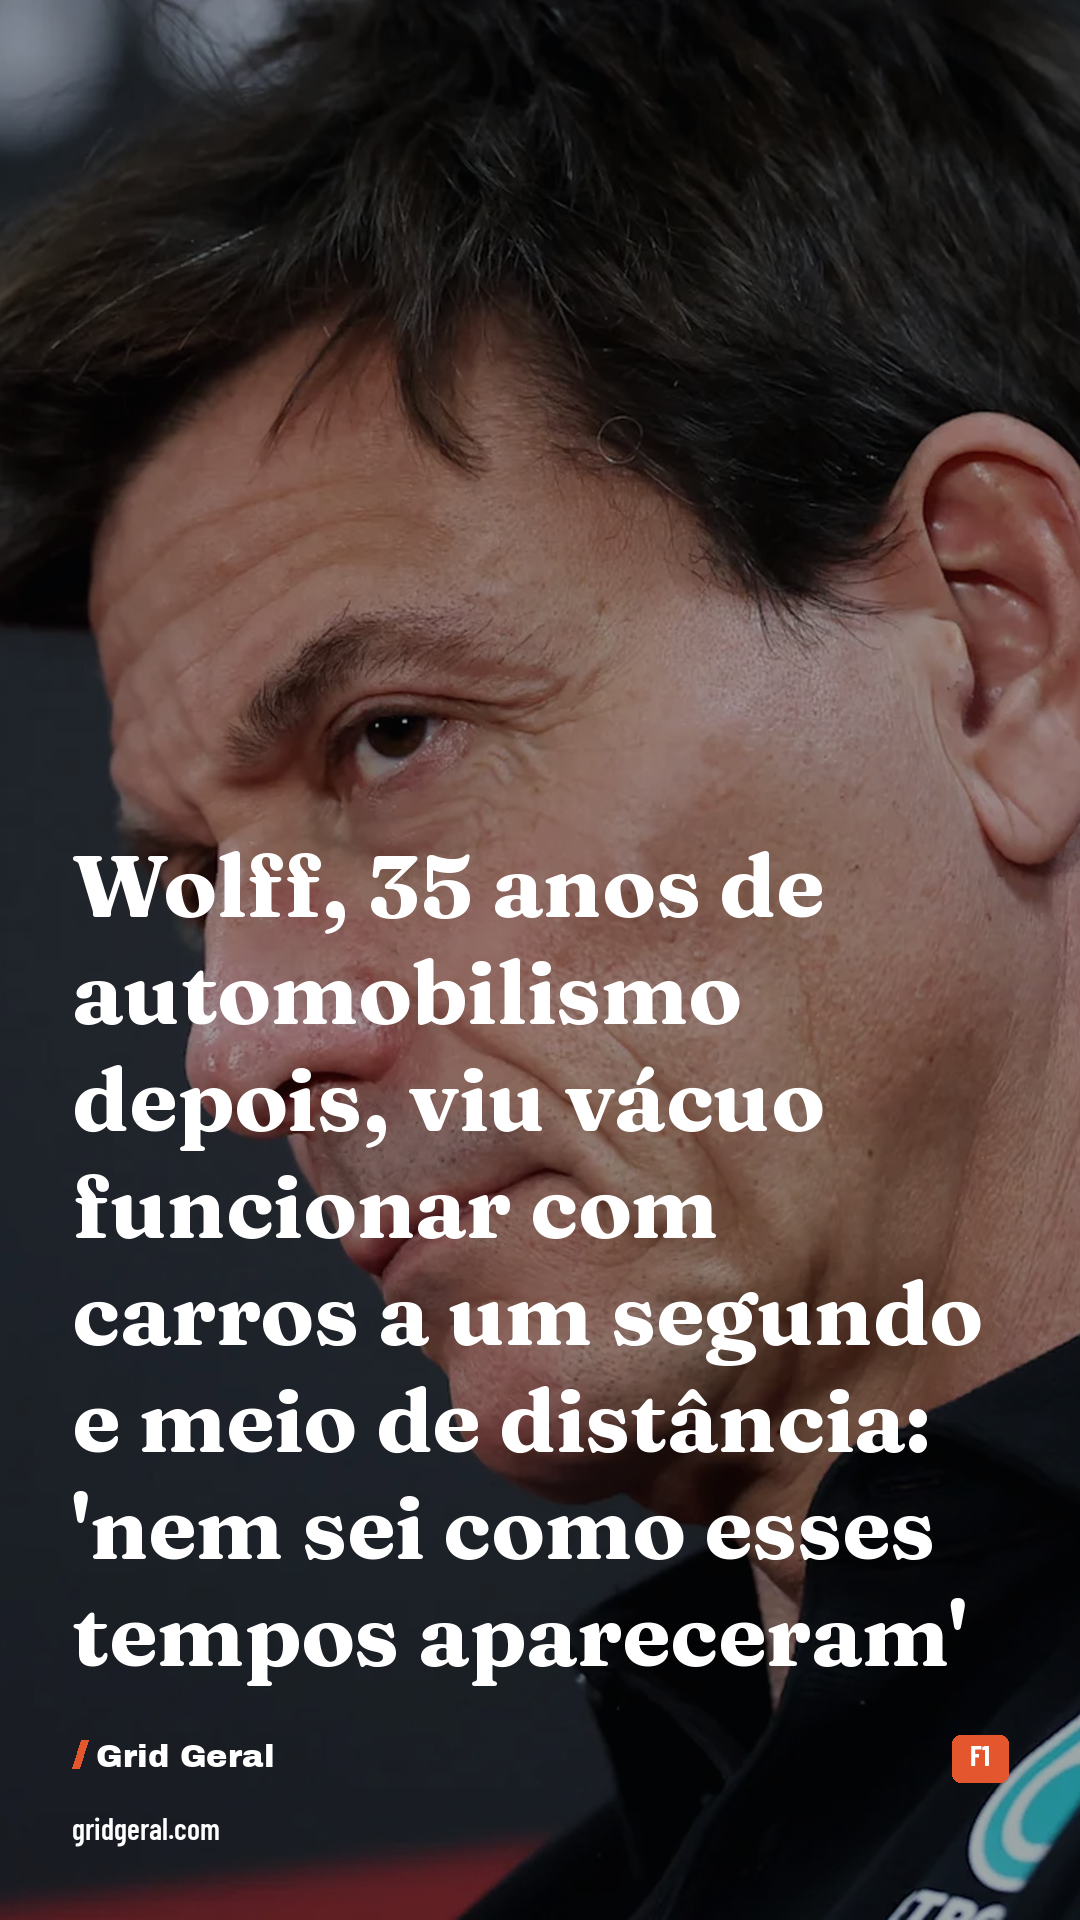 Wolff, 35 anos de
automobilismo
depois, viu vácuo
funcionar com
carros a um segundo
e meio de distância:
'nem sei como esses
tempos apareceram'
/ Grid Geral
F1
gridgeral.com